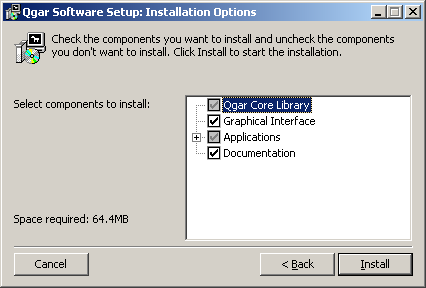 Qgar Software Setup: Installation Options
Check the components you want to install and uncheck the components
you don't want to install. Click Install to start the installation.
Select components to install:
Qgar Core Library
Graphical Interface
Applications
Documentation
Space required: 64.4MB
Cancel
< Back
Install